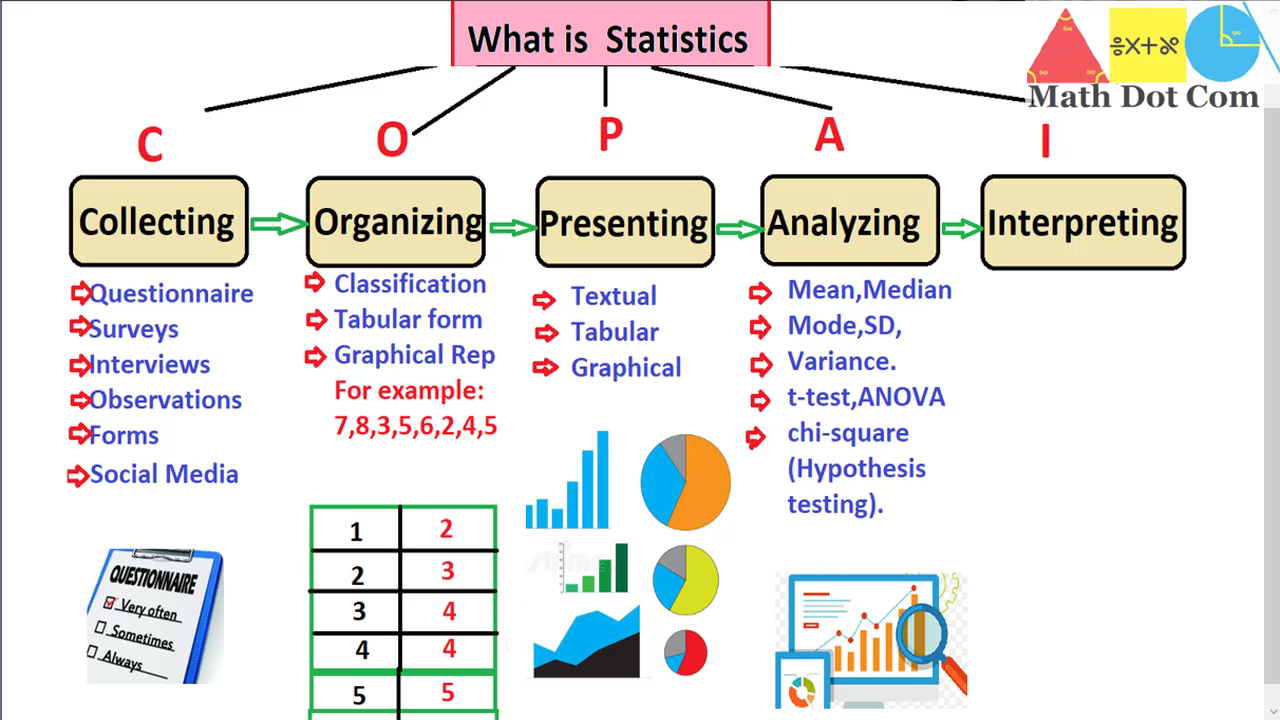 What is Statistics
÷X+%
Math Dot Com
C
O
P
A
I
Collecting
Organizing
Presenting
Analyzing
Interpreting
Questionnaire
Surveys
Interviews
Observations
Forms
Social Media
QUESTIONNAIRE
Very often
Sometimes
Always
Classification
Tabular form
Graphical Rep
For example:
7,8,3,5,6,2,4,5
1 2
2 3
3 4
4 4
5 5
Textual
Tabular
Graphical
Mean,Median
Mode,SD,
Variance.
t-test,ANOVA
chi-square
(Hypothesis
testing).